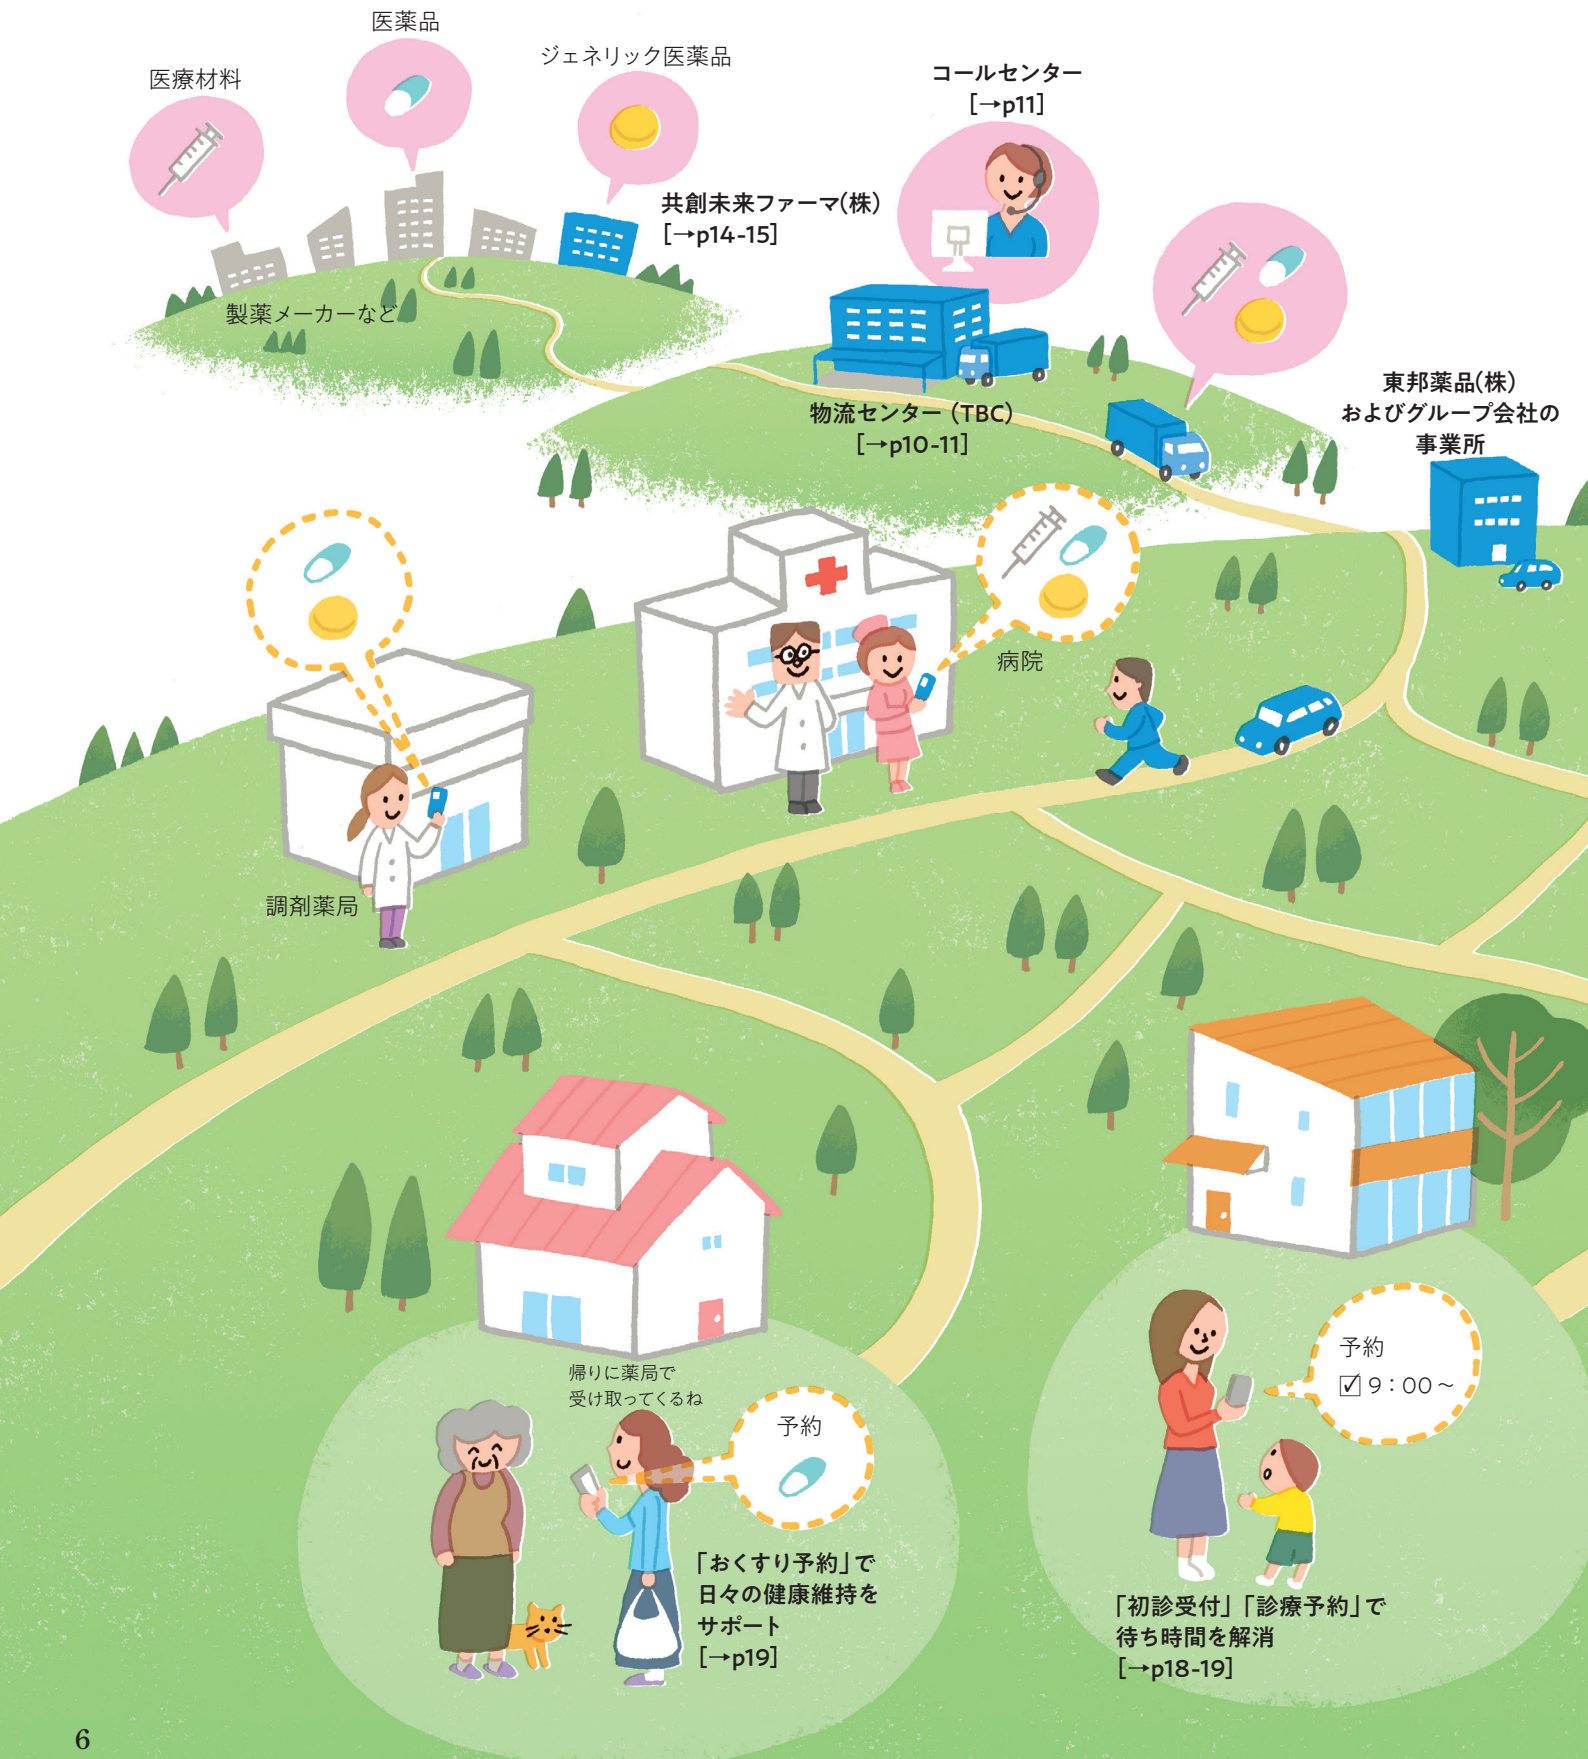 医薬品
医療材料
ジェネリック医薬品
コールセンター
[→p11]
共創未来ファーマ(株)
[→p14-15]
製薬メーカーなど
物流センター(TBC)
[→p10-11]
東邦薬品(株)
およびグループ会社の
事業所
病院
調剤薬局
帰りに薬局で
受け取ってくるね
予約
「おくすり予約」で
日々の健康維持を
サポート
[→p19]
予約
☑9:00~
「初診受付」「診療予約」で
待ち時間を解消
[→p18-19]
6